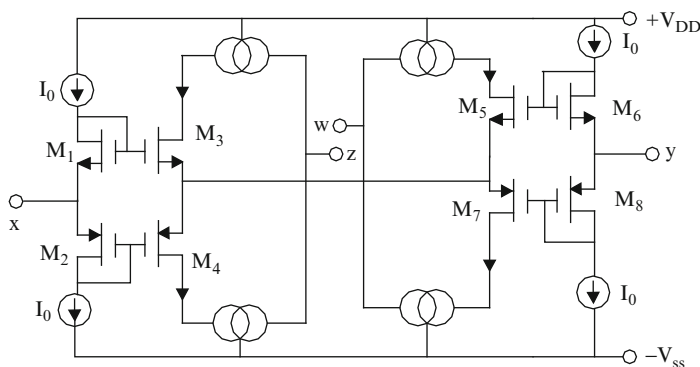 +V_DD
I_0
I_0
M_3
M_5
M_6
w
M_1
z
y
x
M_7
M_8
M_2
M_4
I_0
I_0
−V_ss